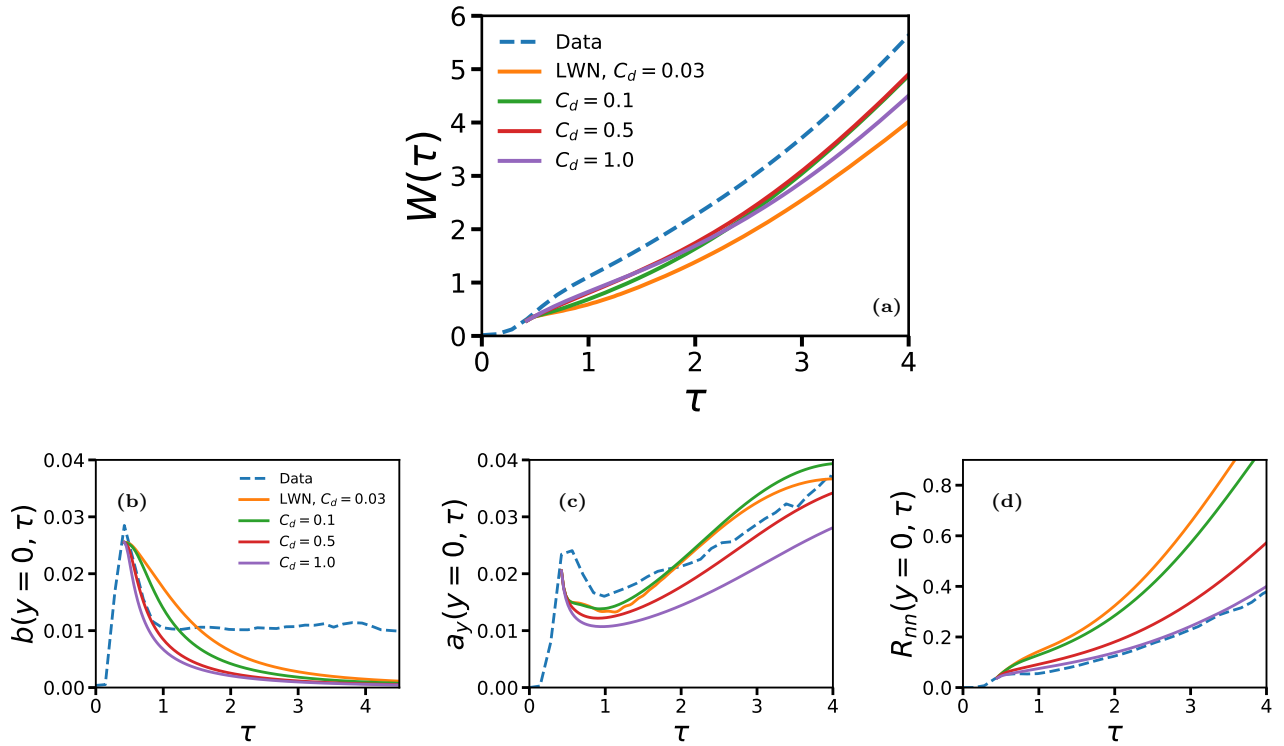 6
5
4
3
2
1
0
W(τ)
Data
LWN, C_d = 0.03
C_d = 0.1
C_d = 0.5
C_d = 1.0
(a)
0 1 2 3 4
τ
0.04
0.03
0.02
0.01
0.00
b(y = 0, τ)
(b)
Data
LWN, C_d = 0.03
C_d = 0.1
C_d = 0.5
C_d = 1.0
0 1 2 3 4
τ
0.04
0.03
0.02
0.01
0.00
a_y(y = 0, τ)
(c)
0 1 2 3 4
τ
0.8
0.6
0.4
0.2
0.0
R_nn(y = 0, τ)
(d)
0 1 2 3 4
τ